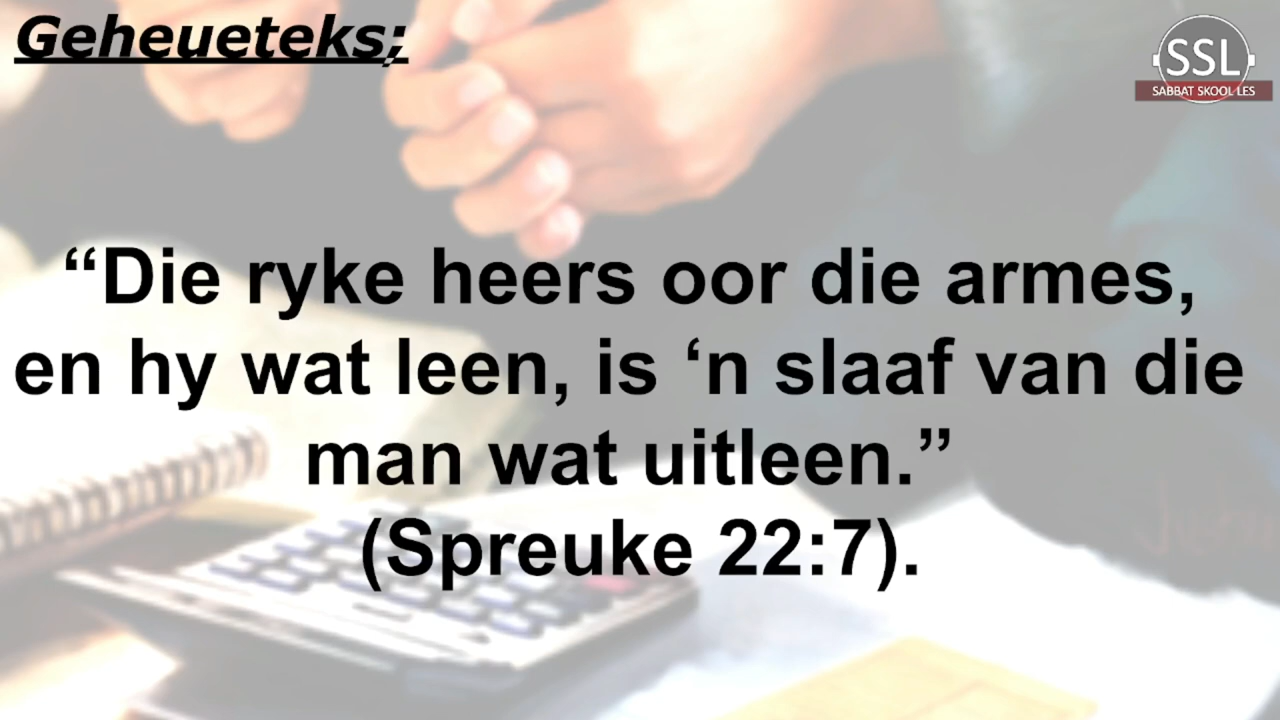 Geheueteks;
SSL
SABBAT SKOOL LES
“Die ryke heers oor die armes,
en hy wat leen, is ‘n slaaf van die
man wat uitleen.”
(Spreuke 22:7).